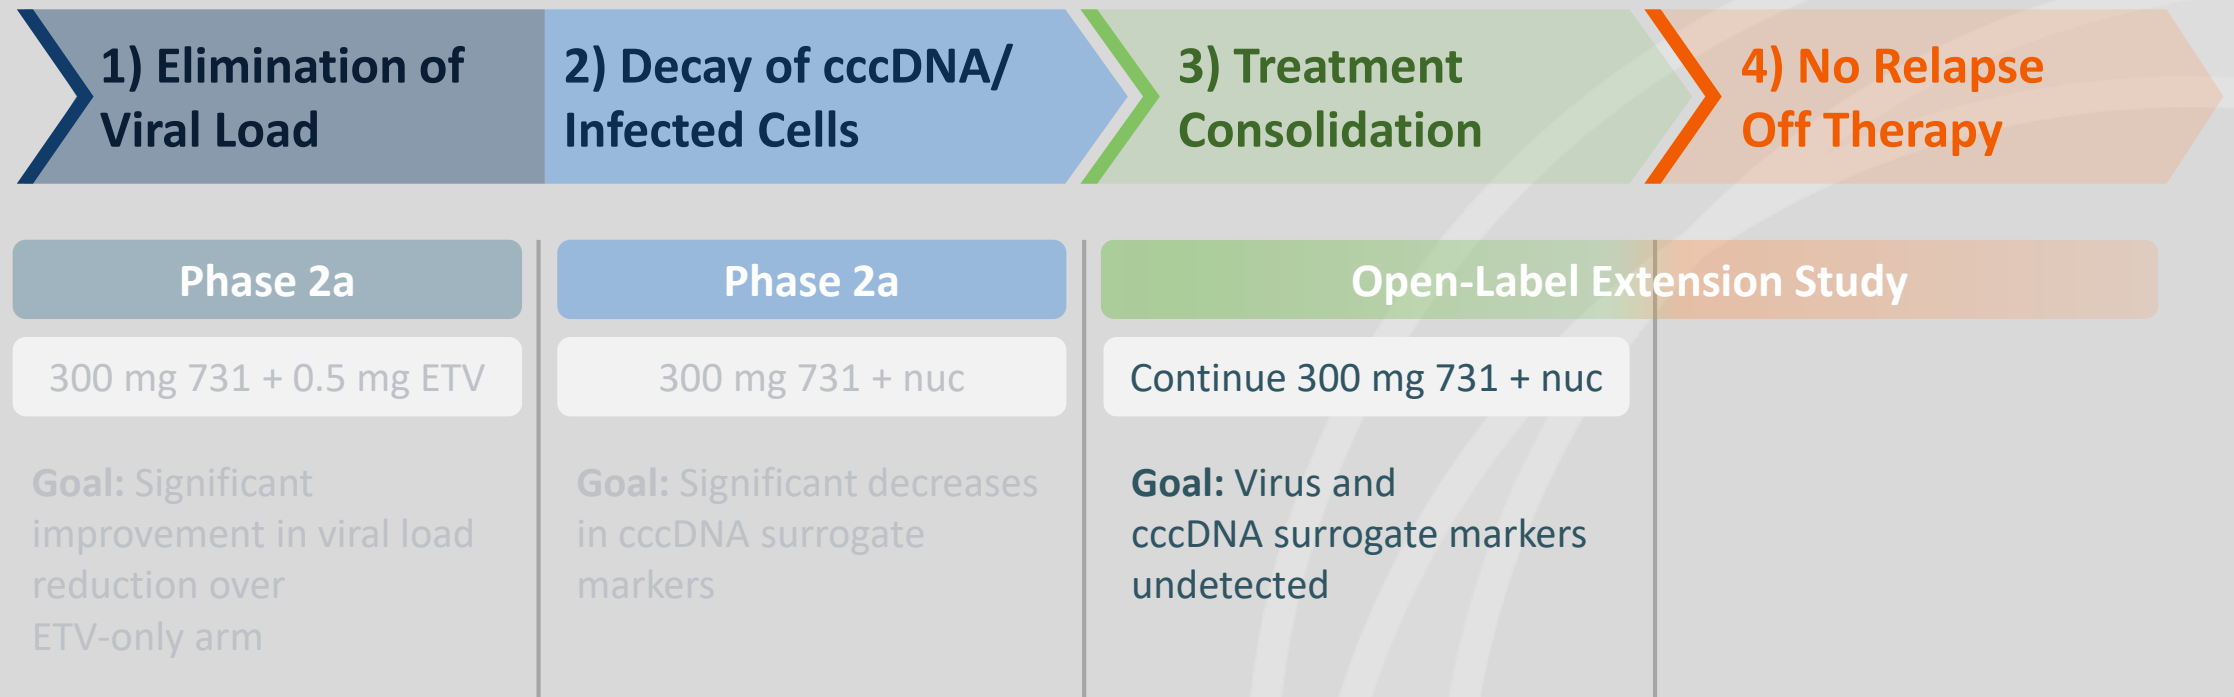 1) Elimination of
Viral Load
2) Decay of cccDNA/
Infected Cells
3) Treatment
Consolidation
4) No Relapse
Off Therapy
Phase 2a
300 mg 731 + 0.5 mg ETV
Goal: Significant
improvement in viral load
reduction over
ETV-only arm
Phase 2a
300 mg 731 + nuc
Goal: Significant decreases
in cccDNA surrogate
markers
Open-Label Extension Study
Continue 300 mg 731 + nuc
Goal: Virus and
cccDNA surrogate markers
undetected